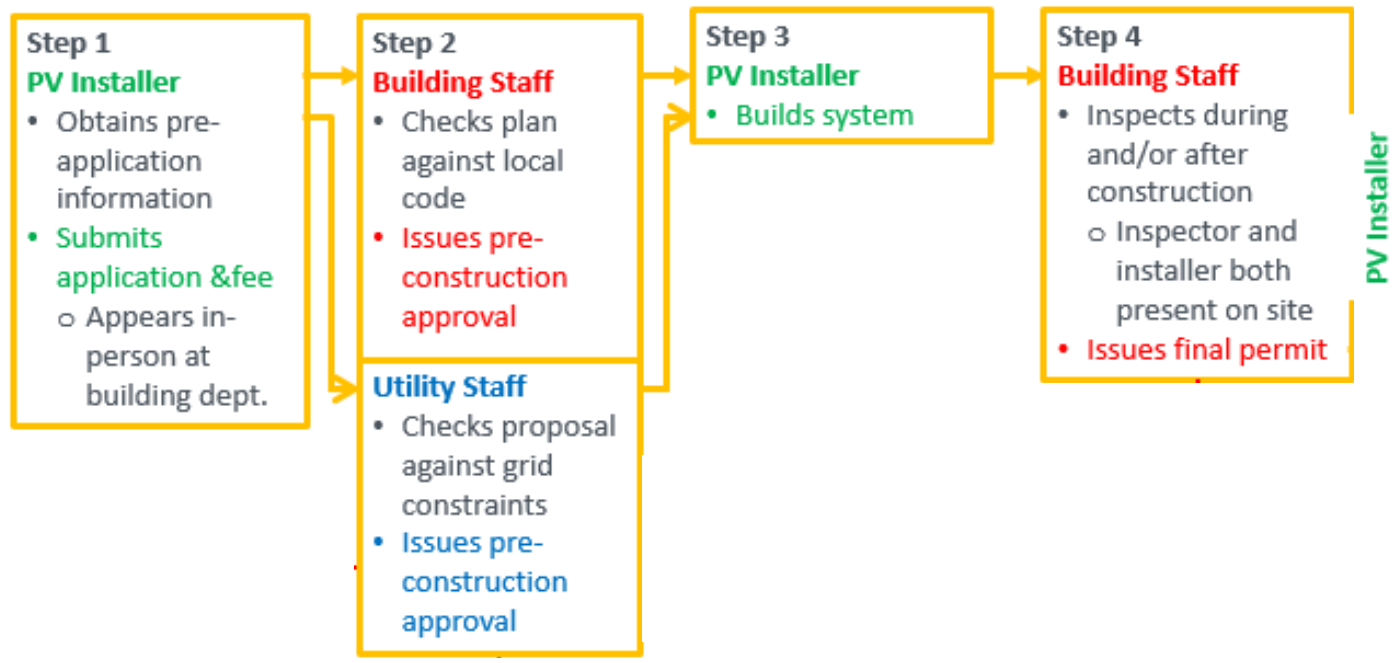 Step 1
PV Installer
• Obtains pre-
application
information
• Submits
application &fee
o Appears in-
person at
building dept.
Step 2
Building Staff
• Checks plan
against local
code
• Issues pre-
construction
approval
Utility Staff
• Checks proposal
against grid
constraints
• Issues pre-
construction
approval
Step 3
PV Installer
• Builds system
Step 4
Building Staff
• Inspects during
and/or after
construction
o Inspector and
installer both
present on site
• Issues final permit
PV Installer